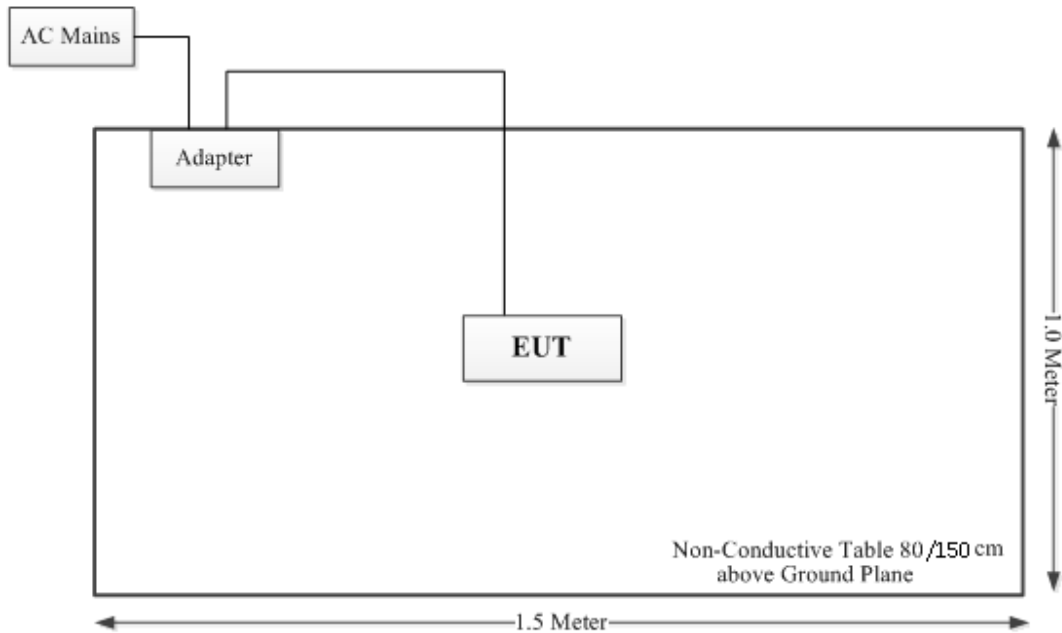 AC Mains
Adapter
EUT
1.0 Meter
Non-Conductive Table 80/150 cm
above Ground Plane
1.5 Meter